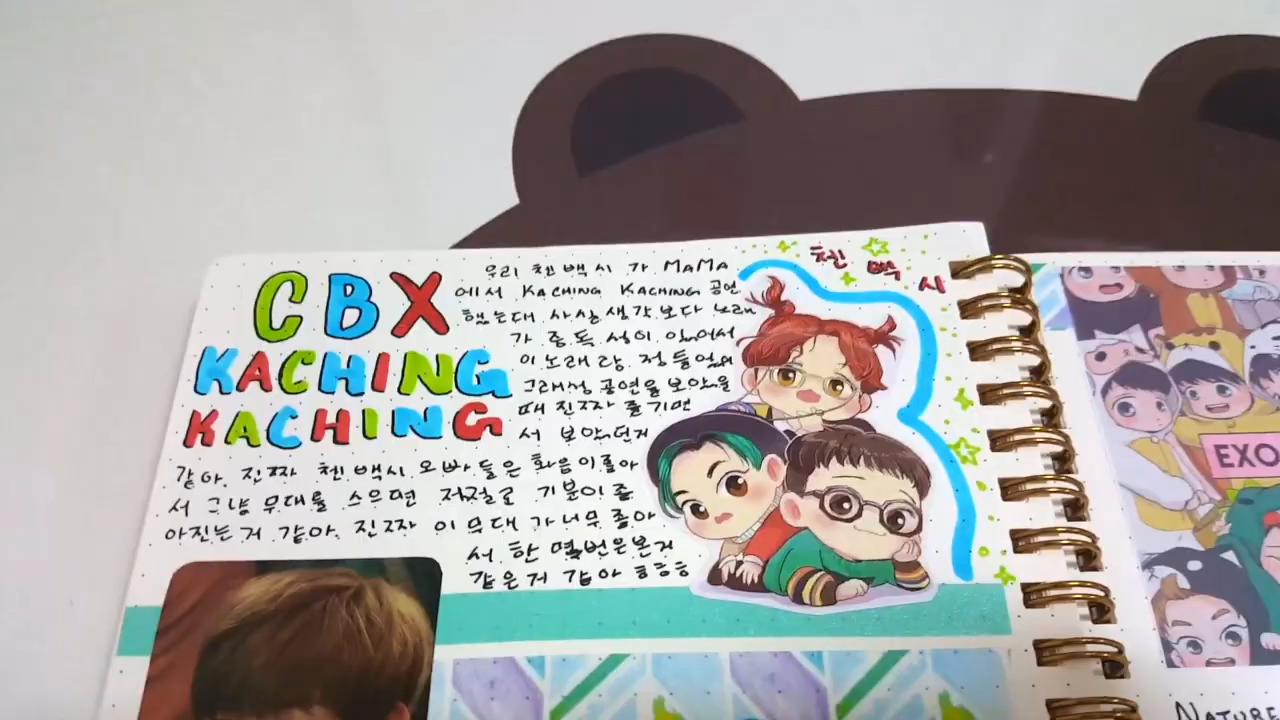 CBX
KACHING
KACHING
우리 첸백시 가 MAMA
에서 KACHING KACHING 공연
했는대 사실 생각보다 노래
가 중독 성이 있어서
이노래 랑 정들었어
그래성 공연을 보았을
때 진짜 즐기면
서 보았던거
같아. 진짜 첸백시 오빠들은 화음이좋아
서 그냥 무대를 스우면 저절로 기분이좋
아진는거 같아. 진짜 이무대 가너무 좋아
서 한 몇번은본거
같은거 같아 ㅎㅎㅎ
첸 백 시
EXO
NATURE